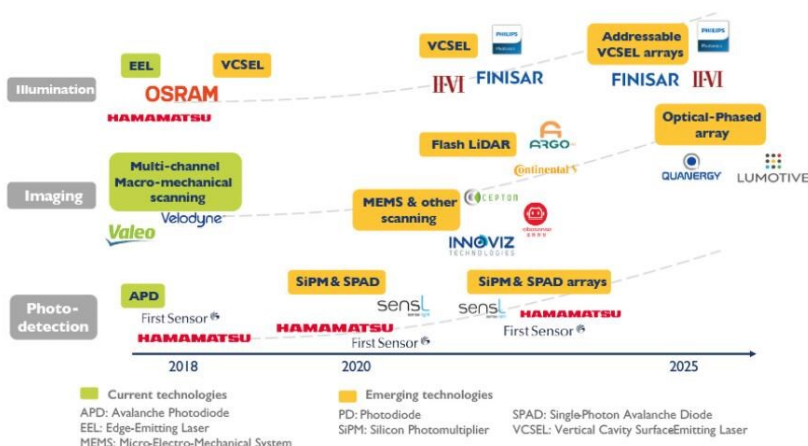 EEL
VCSEL
VCSEL
PHILIPS
Addressable
VCSEL arrays
PHILIPS
Illumination
OSRAM
HAMAMATSU
II-VI
FINISAR
FINISAR
II-VI
Optical-Phased
array
Flash LiDAR
ARGO
Continental
QUANERGY
LUMOTIVE
Multi-channel
Macro-mechanical
scanning
Imaging
Velodyne
Valeo
MEMS & other
scanning
CEPTON
INNOVIZ
TECHNOLOGIES
robosense
SiPM & SPAD
SiPM & SPAD arrays
APD
Photo-
detection
First Sensor
HAMAMATSU
HAMAMATSU
sensL
First Sensor
sensL
HAMAMATSU
First Sensor
2018
2020
2025
Current technologies
Emerging technologies
APD: Avalanche Photodiode
PD: Photodiode
SPAD: Single-Photon Avalanche Diode
EEL: Edge-Emitting Laser
SiPM: Silicon Photomultiplier
VCSEL: Vertical Cavity SurfaceEmitting Laser
MEMS: Micro-Electro-Mechanical System